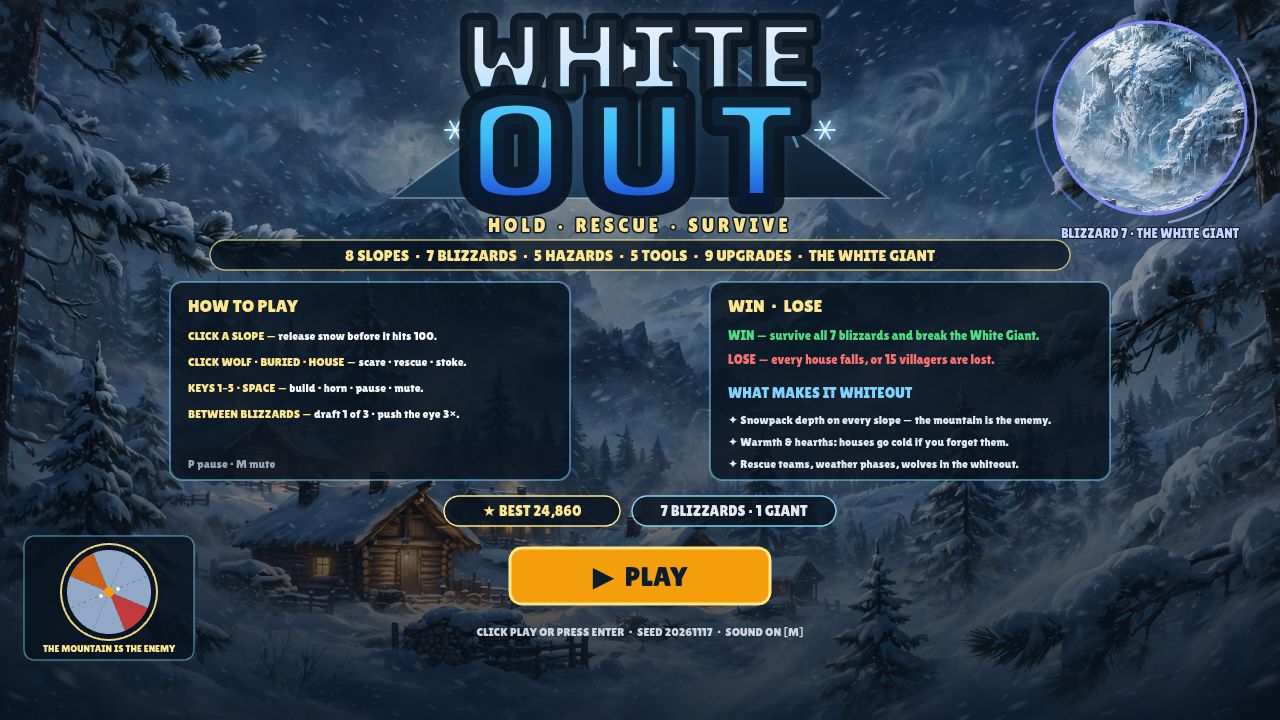 WHITE
OUT
HOLD · RESCUE · SURVIVE
8 SLOPES · 7 BLIZZARDS · 5 HAZARDS · 5 TOOLS · 9 UPGRADES · THE WHITE GIANT
BLIZZARD 7 · THE WHITE GIANT
HOW TO PLAY
CLICK A SLOPE — release snow before it hits 100.
CLICK WOLF · BURIED · HOUSE — scare · rescue · stoke.
KEYS 1–5 · SPACE — build · horn · pause · mute.
BETWEEN BLIZZARDS — draft 1 of 3 · push the eye 3×.
P pause · M mute
WIN · LOSE
WIN — survive all 7 blizzards and break the White Giant.
LOSE — every house falls, or 15 villagers are lost.
WHAT MAKES IT WHITEOUT
✦ Snowpack depth on every slope — the mountain is the enemy.
✦ Warmth & hearths: houses go cold if you forget them.
✦ Rescue teams, weather phases, wolves in the whiteout.
★ BEST 24,860
7 BLIZZARDS · 1 GIANT
▶ PLAY
CLICK PLAY OR PRESS ENTER · SEED 20261117 · SOUND ON [M]
THE MOUNTAIN IS THE ENEMY